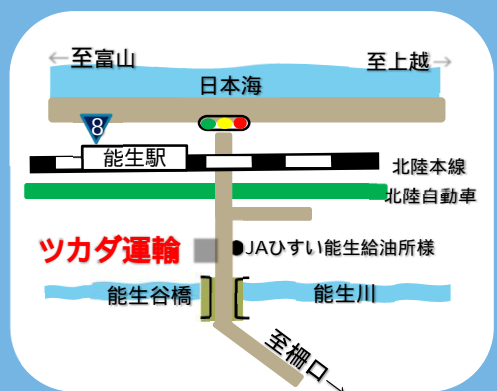 ←至富山
至上越→
日本海
8
能生駅
北陸本線
北陸自動車
ツカダ運輸
JAひすい能生給油所様
能生谷橋
能生川
至柵口→